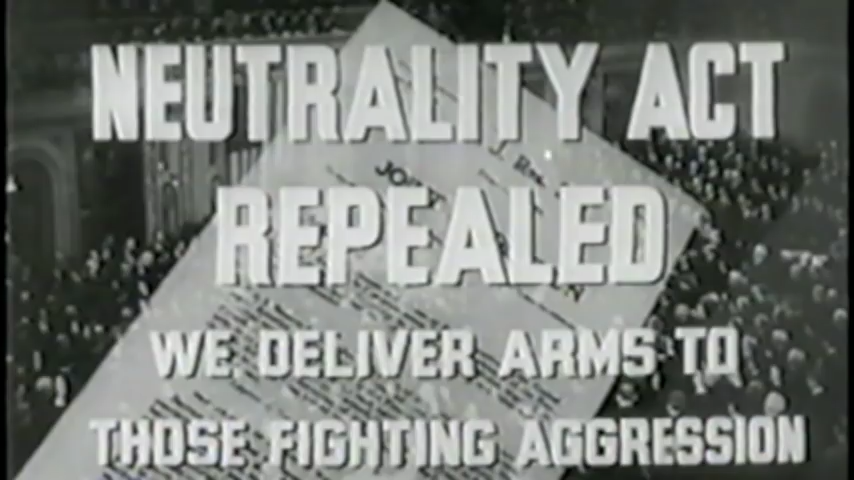 NEUTRALITY ACT
REPEALED
WE DELIVER ARMS TO
THOSE FIGHTING AGGRESSION